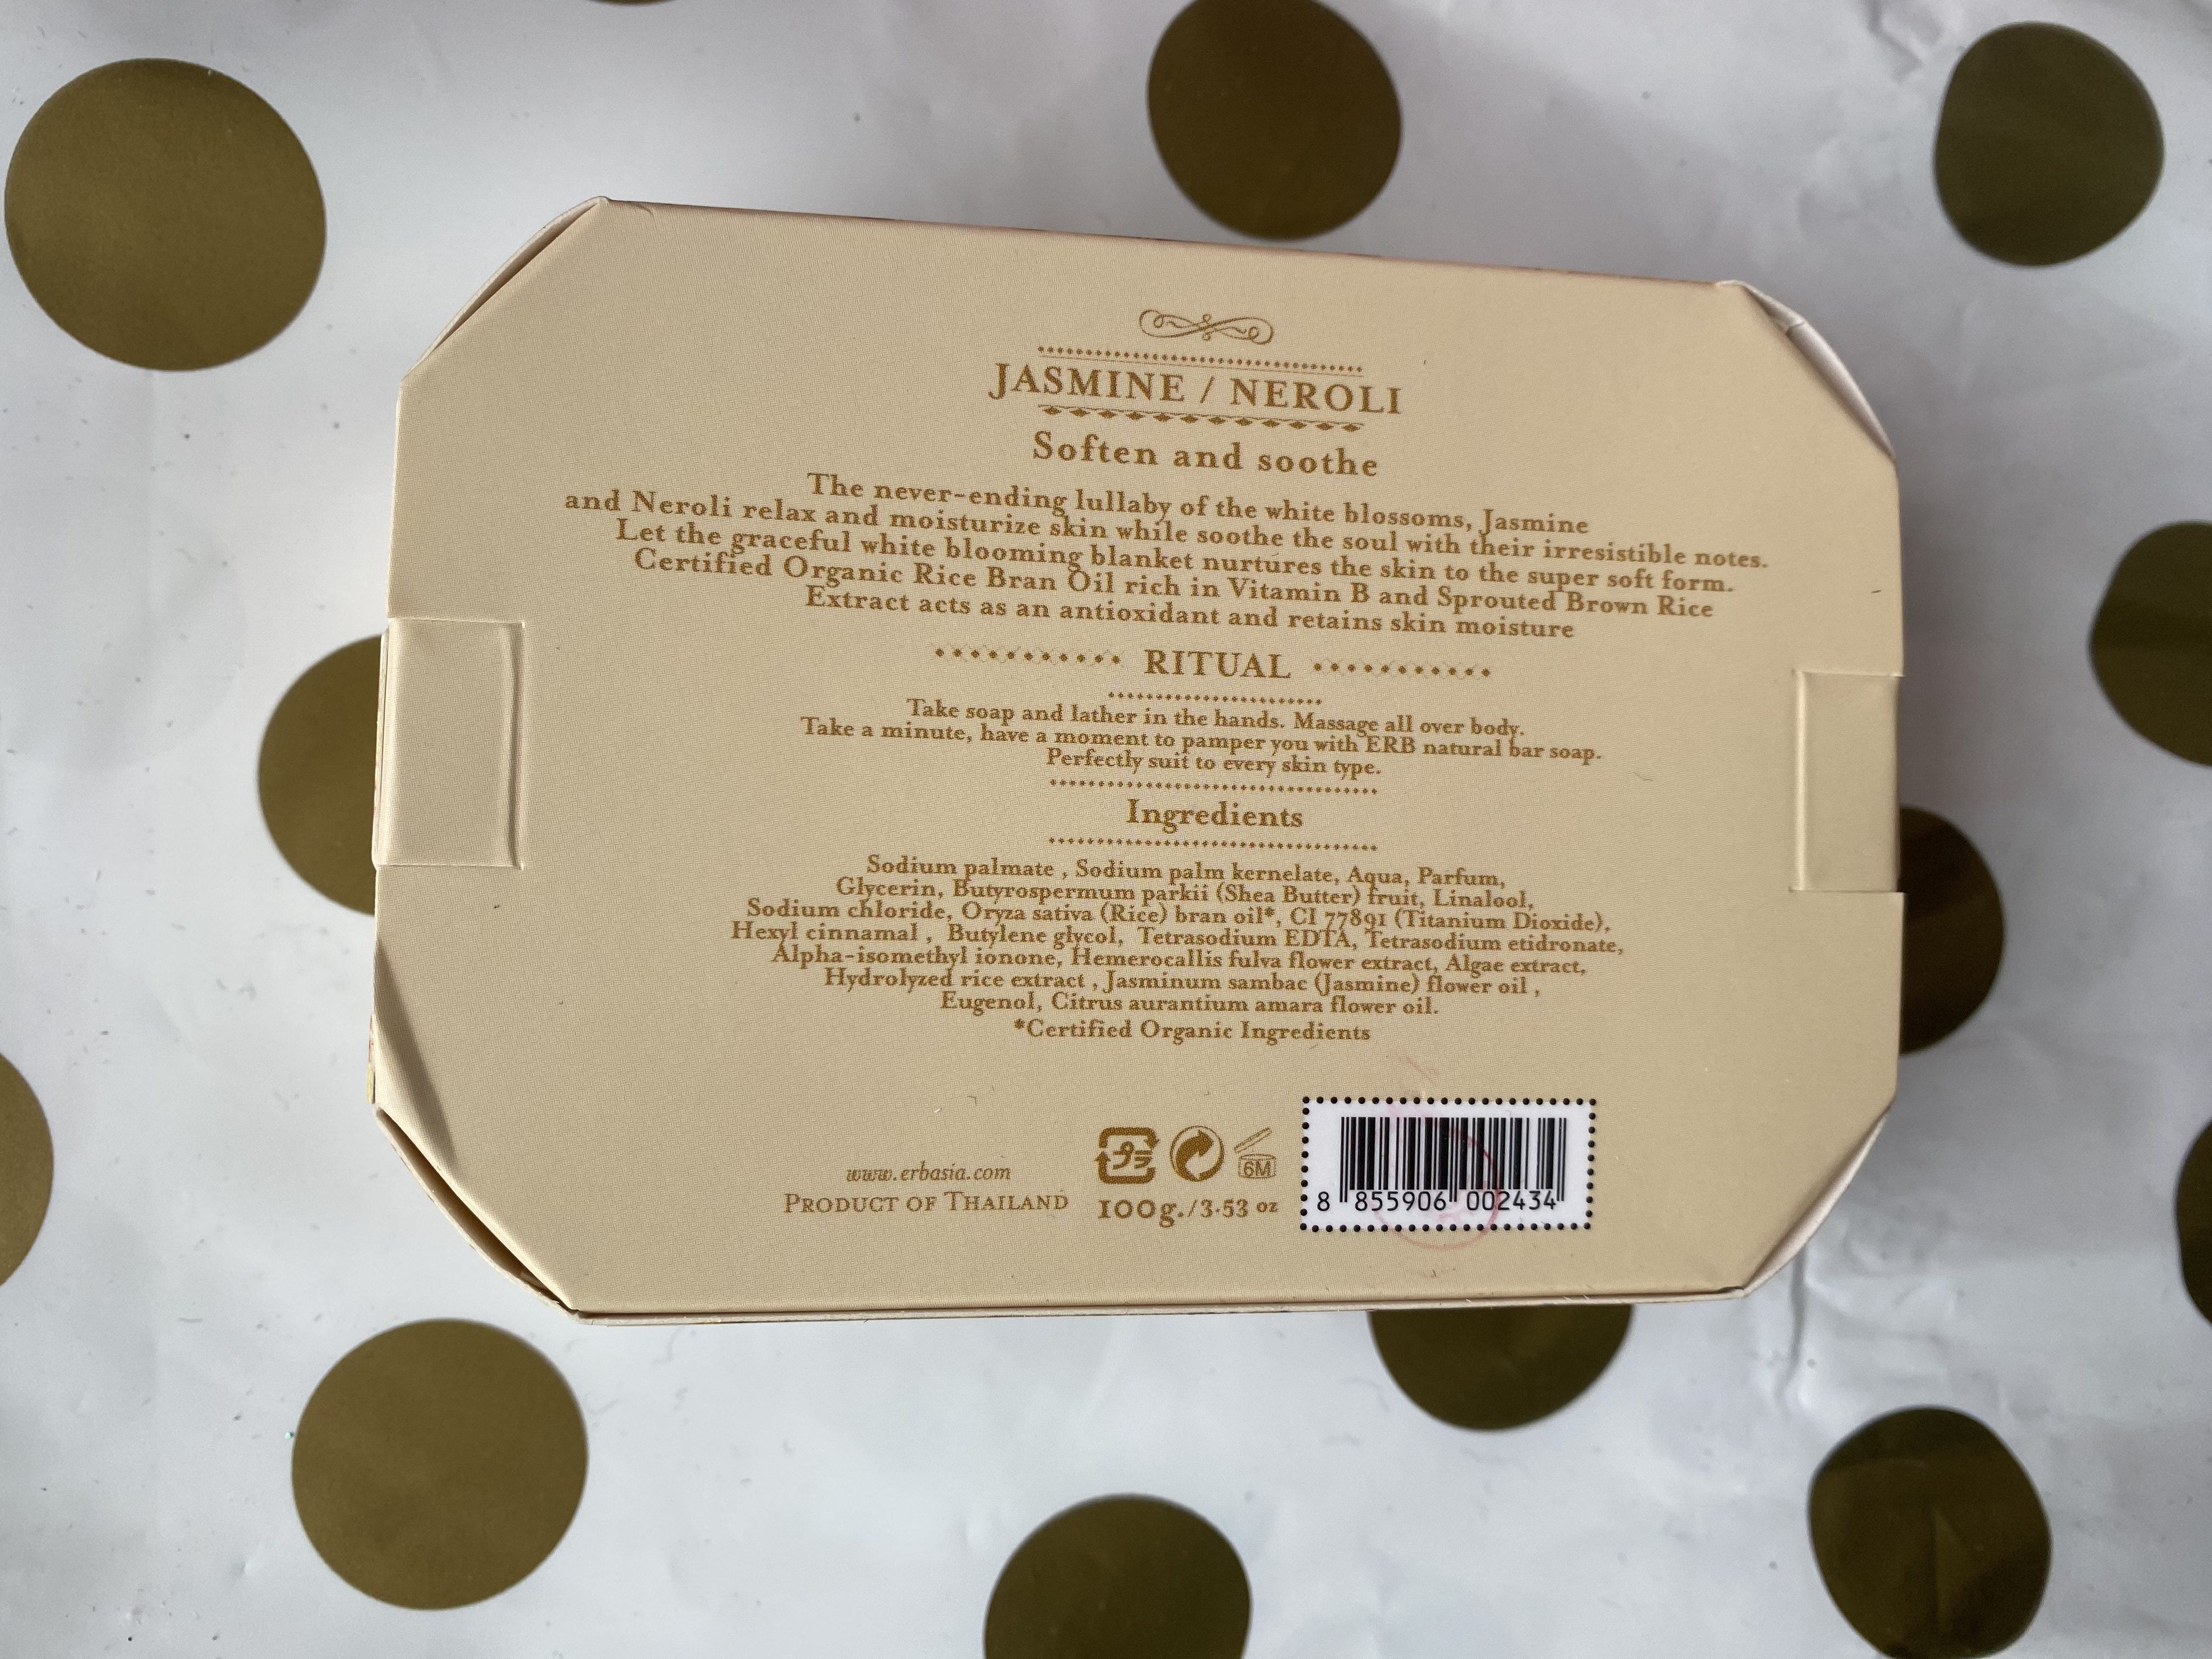 JASMINE / NEROLI
Soften and soothe
The never-ending lullaby of the white blossoms, Jasmine
and Neroli relax and moisturize skin while soothe the soul with their irresistible notes.
Let the graceful white blooming blanket nurtures the skin to the super soft form.
Certified Organic Rice Bran Oil rich in Vitamin B and Sprouted Brown Rice
Extract acts as an antioxidant and retains skin moisture
RITUAL
Take soap and lather in the hands. Massage all over body.
Take a minute, have a moment to pamper you with ERB natural bar soap.
Perfectly suit to every skin type.
Ingredients
Sodium palmate , Sodium palm kernelate, Aqua, Parfum,
Glycerin, Butyrospermum parkii (Shea Butter) fruit, Linalool,
Sodium chloride, Oryza sativa (Rice) bran oil*, CI 77891 (Titanium Dioxide),
Hexyl cinnamal , Butylene glycol, Tetrasodium EDTA, Tetrasodium etidronate,
Alpha-isomethyl ionone, Hemerocallis fulva flower extract, Algae extract,
Hydrolyzed rice extract , Jasminum sambac (Jasmine) flower oil ,
Eugenol, Citrus aurantium amara flower oil.
*Certified Organic Ingredients
www.erbasia.com
PRODUCT OF THAILAND
プラ
6M
100g./3.53 oz
8 855906 002434